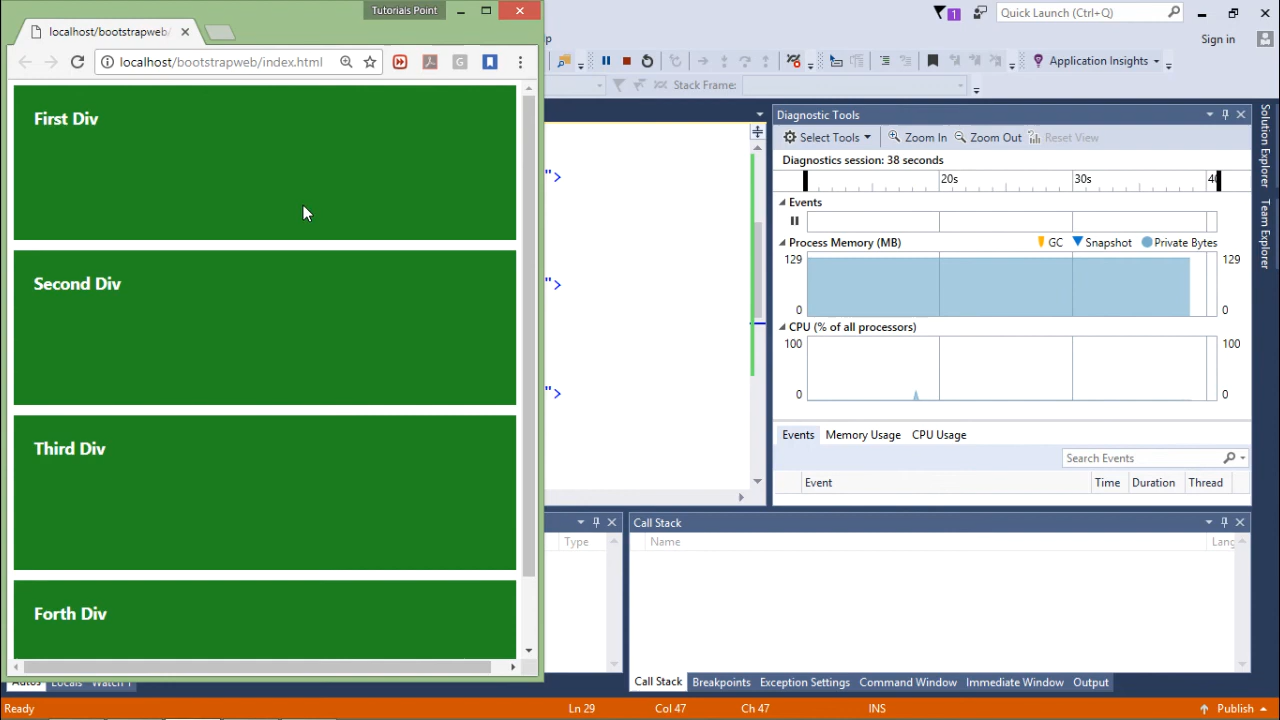 Tutorials Point
localhost/bootstrapweb/
localhost/bootstrapweb/index.html
First Div
Second Div
Third Div
Forth Div
1
Quick Launch (Ctrl+Q)
Sign in
Application Insights
Stack Frame:
">
">
">
Diagnostic Tools
Select Tools
Zoom In
Zoom Out
Reset View
Diagnostics session: 38 seconds
20s
30s
Events
Process Memory (MB)
GC
Snapshot
Private Bytes
129
129
0
0
CPU (% of all processors)
100
100
0
0
Events
Memory Usage
CPU Usage
Search Events
Event
Time
Duration
Thread
Solution Explorer
Team Explorer
Type
Call Stack
Name
Autos
Locals
Watch 1
Call Stack
Breakpoints
Exception Settings
Command Window
Immediate Window
Output
Ready
Ln 29
Col 47
Ch 47
INS
Publish